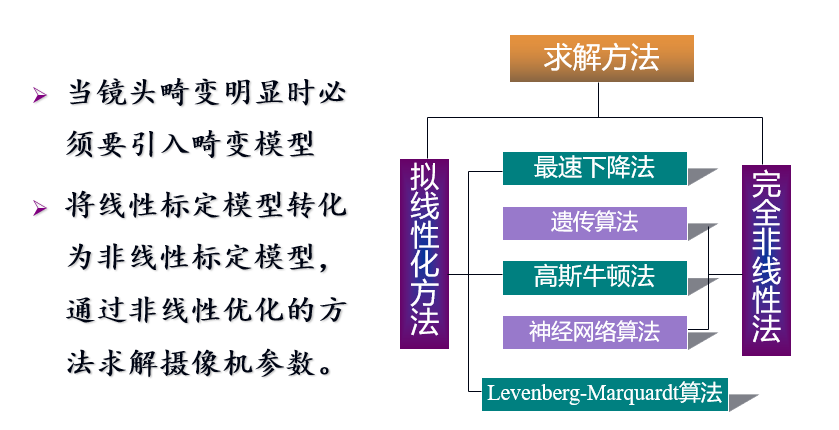 当镜头畸变明显时必
须要引入畸变模型
将线性标定模型转化
为非线性标定模型，
通过非线性优化的方
法求解摄像机参数。
求解方法
拟线性化方法
最速下降法
遗传算法
高斯牛顿法
神经网络算法
Levenberg-Marquardt算法
完全非线性法